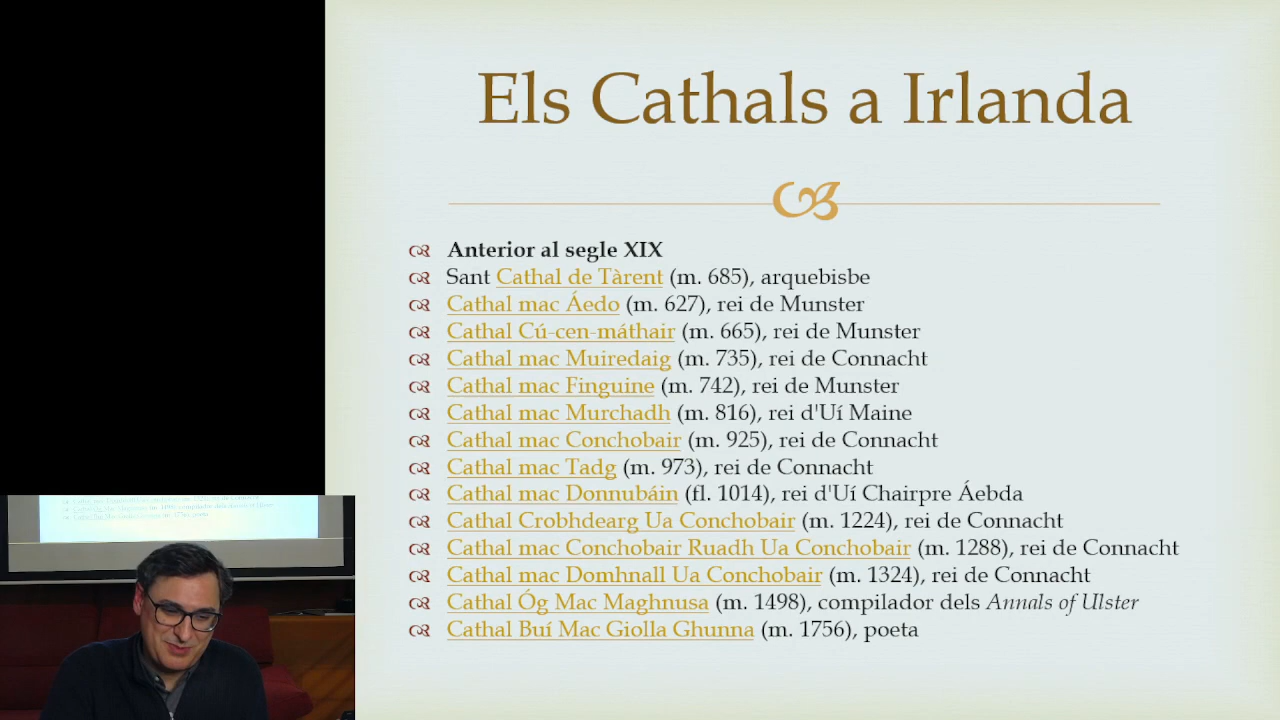 Els Cathals a Irlanda
Anterior al segle XIX
Sant Cathal de Tàrent (m. 685), arquebisbe
Cathal mac Áedo (m. 627), rei de Munster
Cathal Cú-cen-máthair (m. 665), rei de Munster
Cathal mac Muiredaig (m. 735), rei de Connacht
Cathal mac Finguine (m. 742), rei de Munster
Cathal mac Murchadh (m. 816), rei d'Uí Maine
Cathal mac Conchobair (m. 925), rei de Connacht
Cathal mac Tadg (m. 973), rei de Connacht
Cathal mac Donnubáin (fl. 1014), rei d'Uí Chairpre Áebda
Cathal Crobhdearg Ua Conchobair (m. 1224), rei de Connacht
Cathal mac Conchobair Ruadh Ua Conchobair (m. 1288), rei de Connacht
Cathal mac Domhnall Ua Conchobair (m. 1324), rei de Connacht
Cathal Óg Mac Maghnusa (m. 1498), compilador dels Annals of Ulster
Cathal Buí Mac Giolla Ghunna (m. 1756), poeta